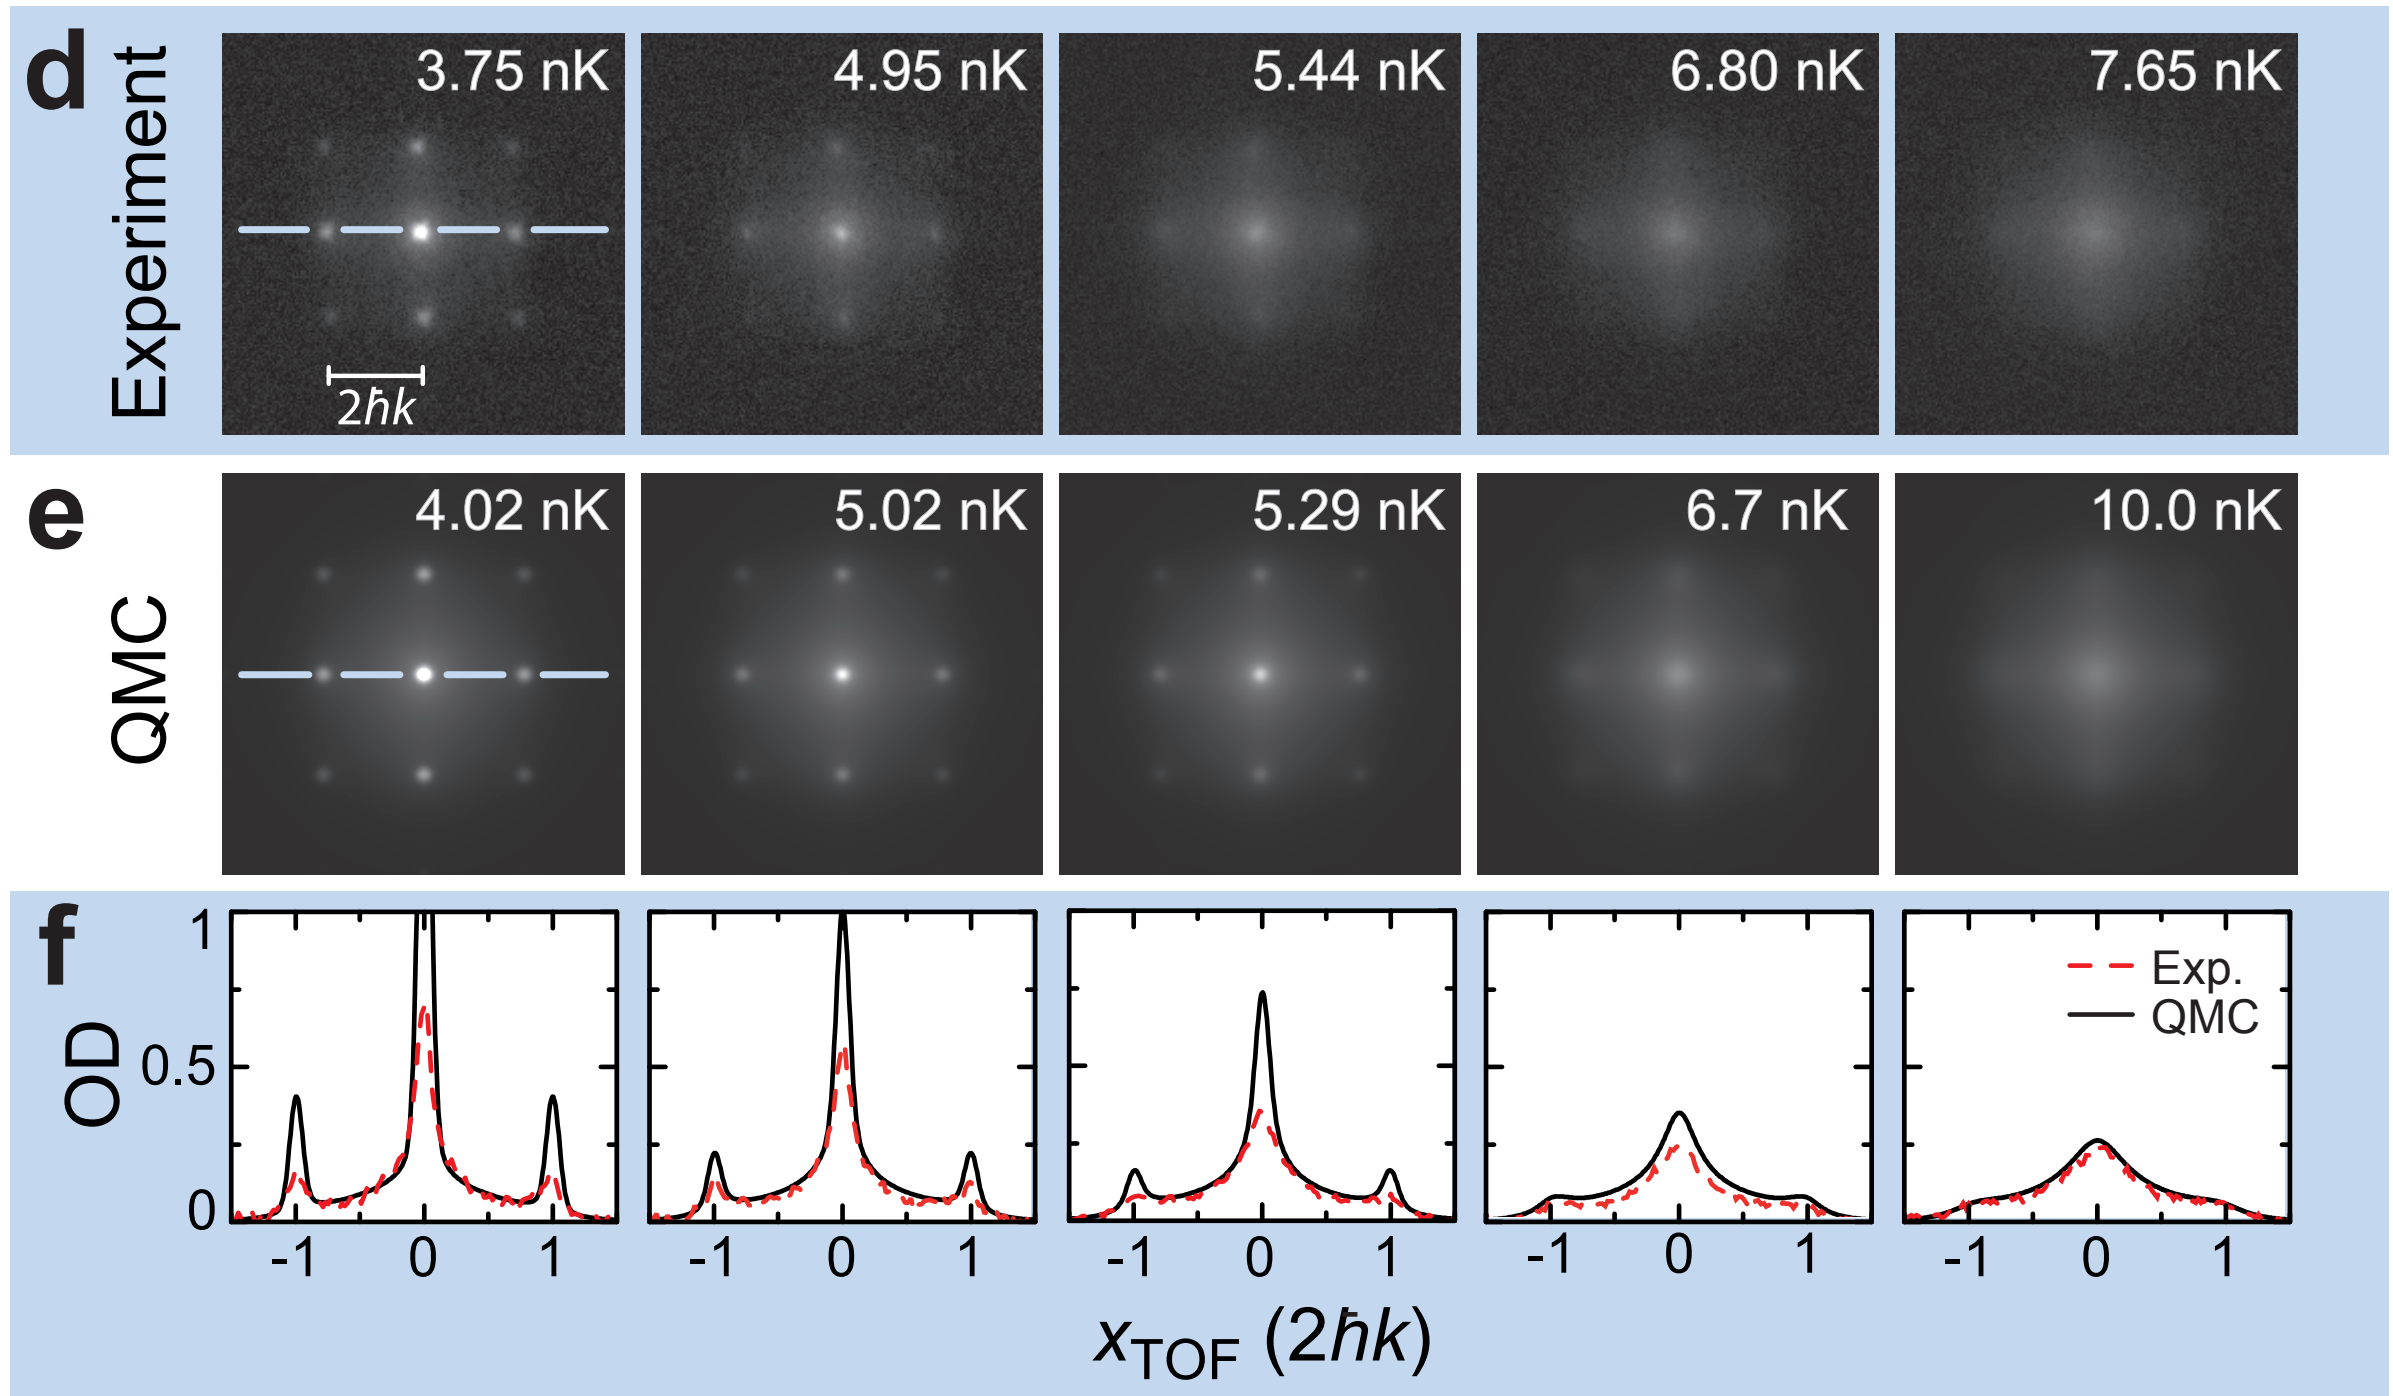 d
Experiment
3.75 nK
4.95 nK
5.44 nK
6.80 nK
7.65 nK
2ħk
e
QMC
4.02 nK
5.02 nK
5.29 nK
6.7 nK
10.0 nK
f
OD
1
0.5
0
Exp.
QMC
-1 0 1
-1 0 1
-1 0 1
-1 0 1
-1 0 1
xTOF (2ħk)